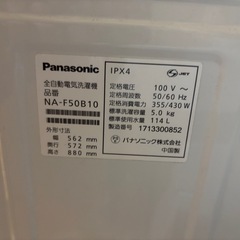 Panasonic
全自動電気洗濯機
品番
NA-F50B10
外形寸法
幅 562 mm
奥行 572 mm
高さ 880 mm
IPX4
JET
定格電圧 100 V ～
定格周波数 50/60 Hz
定格消費電力 355/430 W
標準洗濯容量 5.0 kg
標準水量 114 L
製造番号 1713300852
パナソニック株式会社
中国製